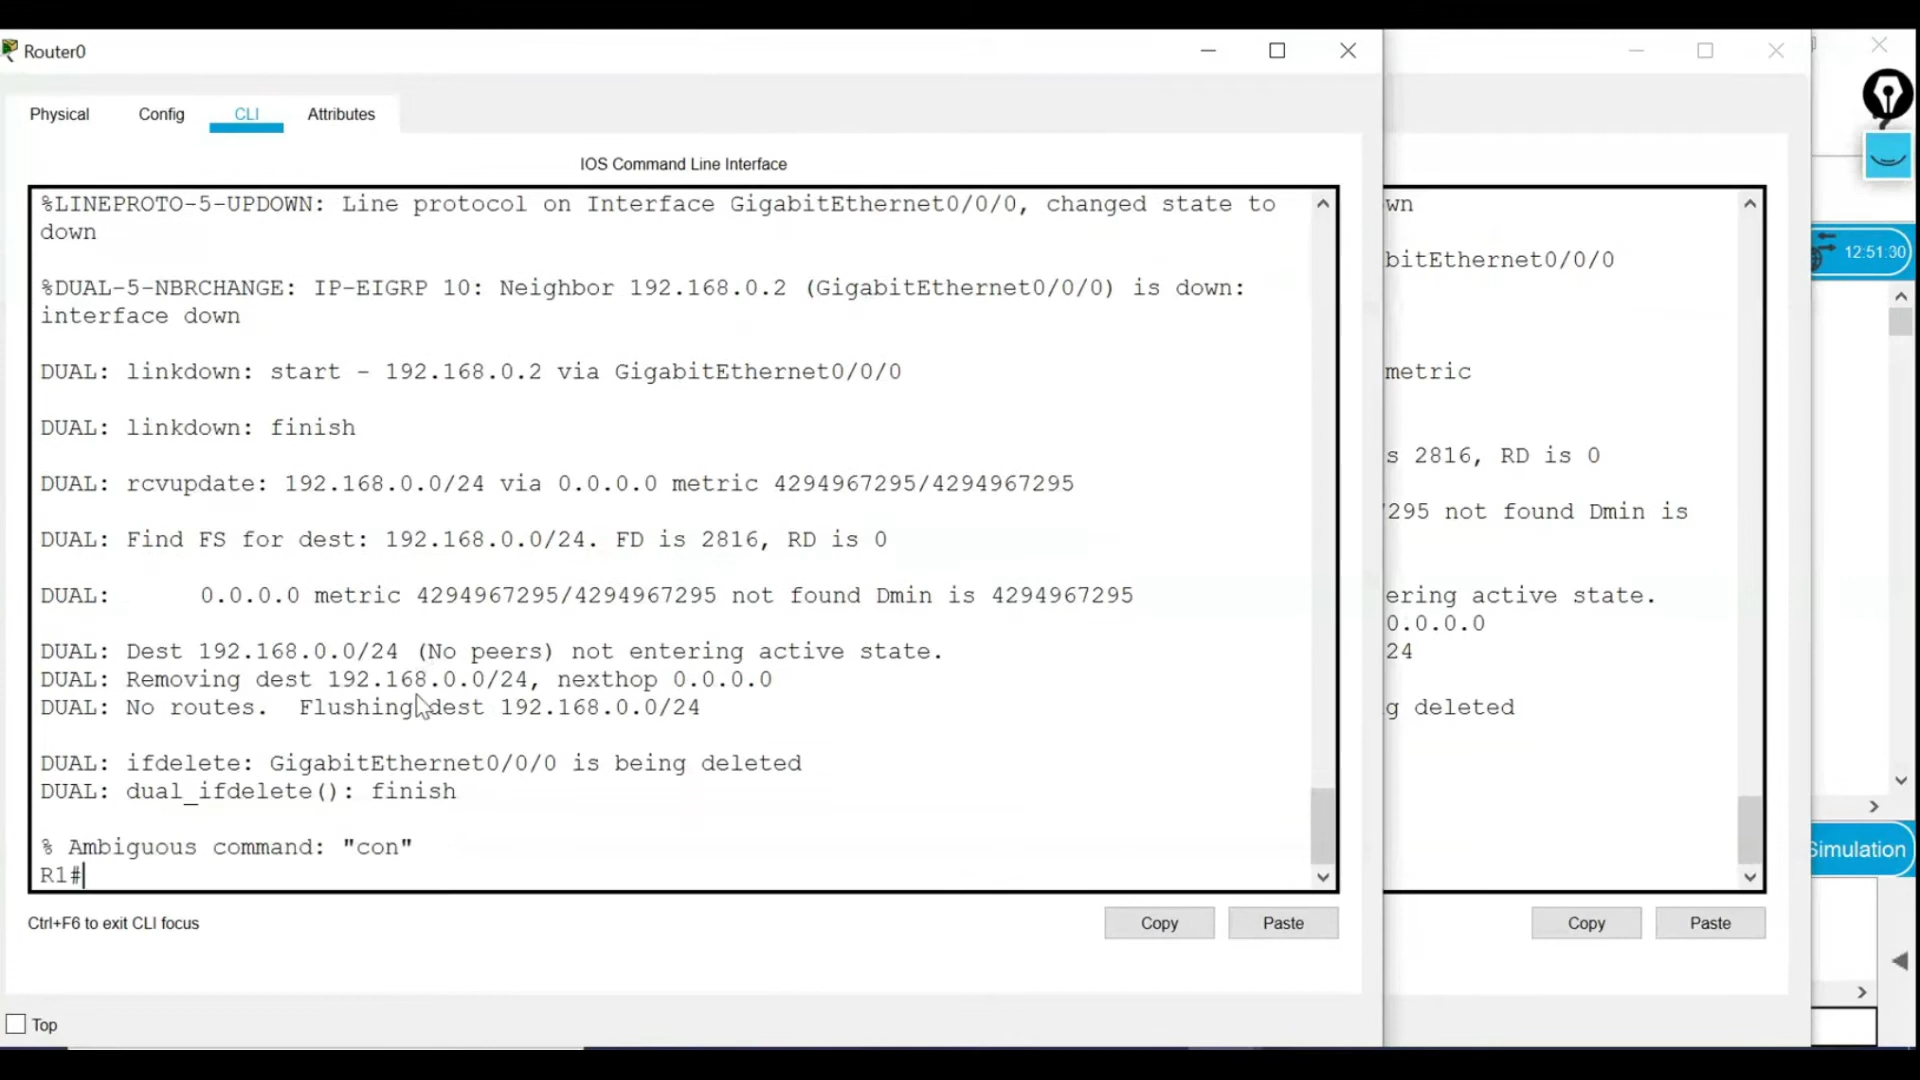 Router0
Physical Config CLI Attributes
IOS Command Line Interface
%LINEPROTO-5-UPDOWN: Line protocol on Interface GigabitEthernet0/0/0, changed state to
down
%DUAL-5-NBRCHANGE: IP-EIGRP 10: Neighbor 192.168.0.2 (GigabitEthernet0/0/0) is down:
interface down
DUAL: linkdown: start - 192.168.0.2 via GigabitEthernet0/0/0
DUAL: linkdown: finish
DUAL: rcvupdate: 192.168.0.0/24 via 0.0.0.0 metric 4294967295/4294967295
DUAL: Find FS for dest: 192.168.0.0/24. FD is 2816, RD is 0
DUAL: 0.0.0.0 metric 4294967295/4294967295 not found Dmin is 4294967295
DUAL: Dest 192.168.0.0/24 (No peers) not entering active state.
DUAL: Removing dest 192.168.0.0/24, nexthop 0.0.0.0
DUAL: No routes. Flushing dest 192.168.0.0/24
DUAL: ifdelete: GigabitEthernet0/0/0 is being deleted
DUAL: dual_ifdelete(): finish
% Ambiguous command: "con"
R1#
Ctrl+F6 to exit CLI focus
Copy Paste
Top
wn
bitEthernet0/0/0
metric
s 2816, RD is 0
295 not found Dmin is
ering active state.
0.0.0.0
24
g deleted
Copy Paste
12:51:30
Simulation